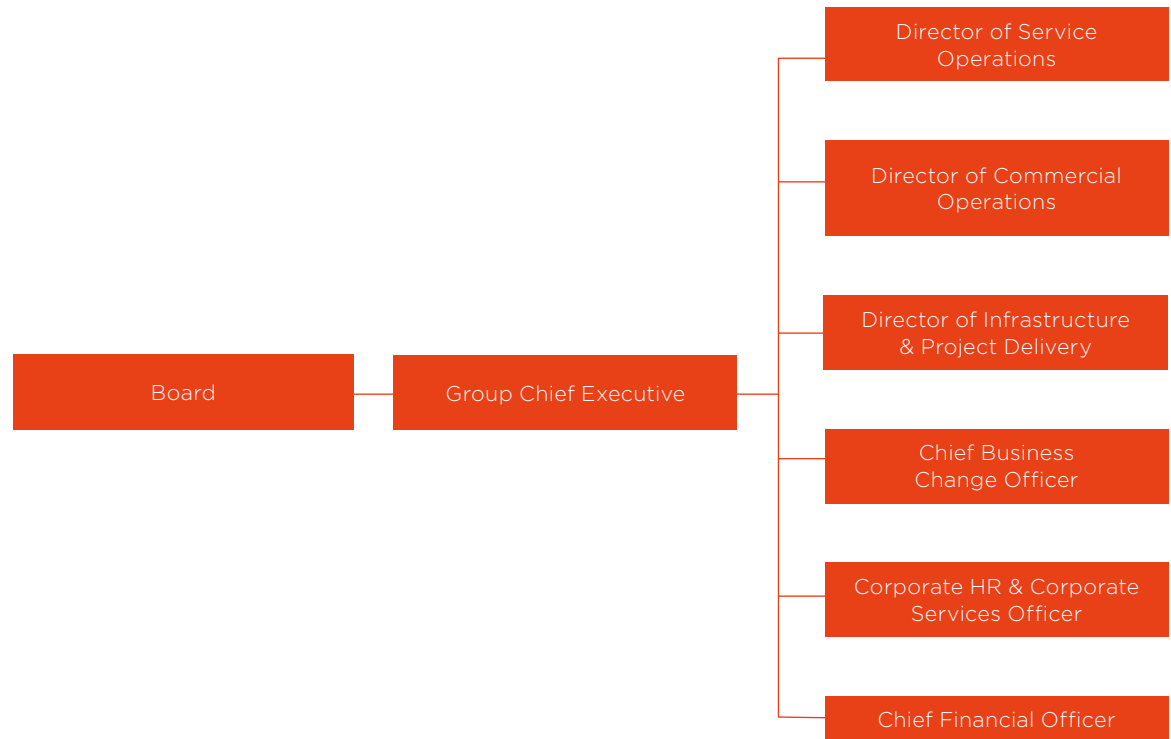 Director of Service
Operations
Director of Commercial
Operations
Director of Infrastructure
& Project Delivery
Board
Group Chief Executive
Chief Business
Change Officer
Corporate HR & Corporate
Services Officer
Chief Financial Officer